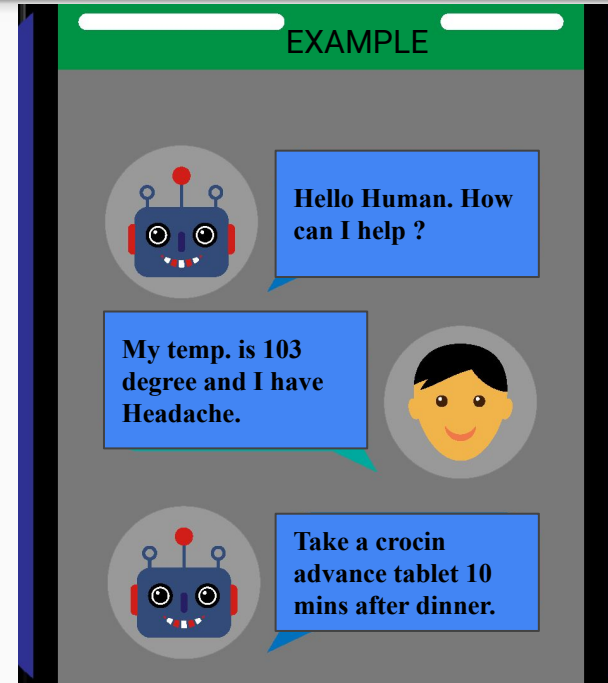 EXAMPLE
Hello Human. How
can I help ?
My temp. is 103
degree and I have
Headache.
Take a crocin
advance tablet 10
mins after dinner.